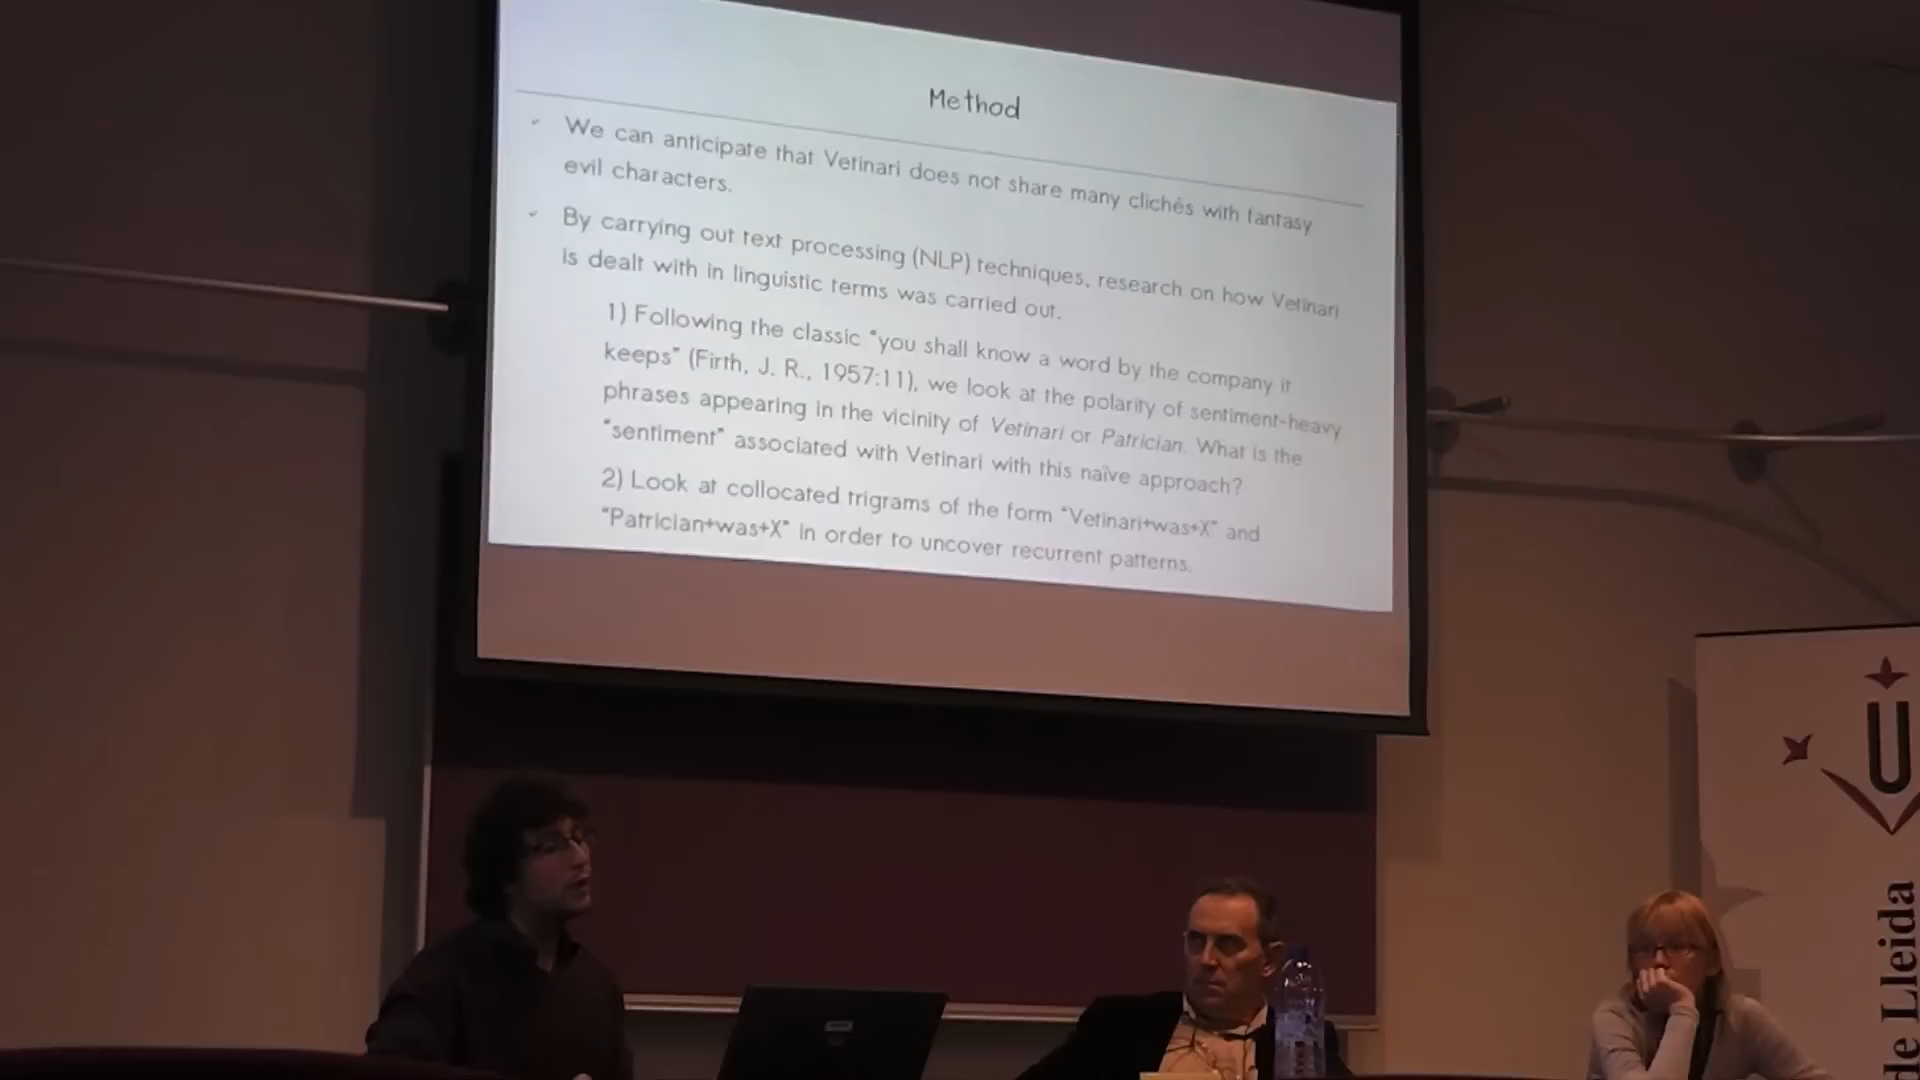 Method
We can anticipate that Vetinari does not share many clichés with fantasy
evil characters.
By carrying out text processing (NLP) techniques, research on how Vetinari
is dealt with in linguistic terms was carried out.
1) Following the classic “you shall know a word by the company it
keeps” (Firth, J. R., 1957:11), we look at the polarity of sentiment-heavy
phrases appearing in the vicinity of Vetinari or Patrician. What is the
“sentiment” associated with Vetinari with this naïve approach?
2) Look at collocated trigrams of the form “Vetinari+was+X” and
“Patrician+was+X” in order to uncover recurrent patterns.
U
de Lleida